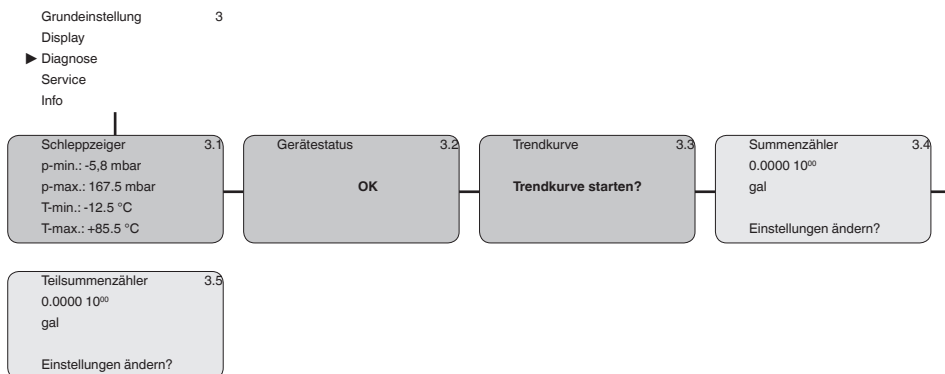 Grundeinstellung 3
Display
▶ Diagnose
Service
Info
Schleppzeiger 3.1
p-min.: -5,8 mbar
p-max.: 167.5 mbar
T-min.: -12.5 °C
T-max.: +85.5 °C
Gerätestatus 3.2
OK
Trendkurve 3.3
Trendkurve starten?
Summenzähler 3.4
0.0000 10⁰⁰
gal
Einstellungen ändern?
Teilsummenzähler 3.5
0.0000 10⁰⁰
gal
Einstellungen ändern?